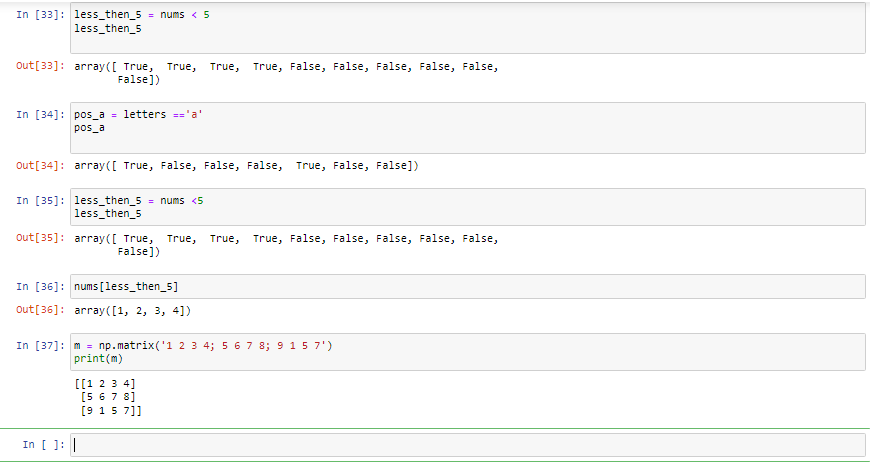 In [33]: less_then_5 = nums < 5
less_then_5
Out[33]: array([ True,  True,  True,  True, False, False, False, False, False,
       False])
In [34]: pos_a = letters =='a'
pos_a
Out[34]: array([ True, False, False, False,  True, False, False])
In [35]: less_then_5 = nums <5
less_then_5
Out[35]: array([ True,  True,  True,  True, False, False, False, False, False,
       False])
In [36]: nums[less_then_5]
Out[36]: array([1, 2, 3, 4])
In [37]: m = np.matrix('1 2 3 4; 5 6 7 8; 9 1 5 7')
print(m)
[[1 2 3 4]
 [5 6 7 8]
 [9 1 5 7]]
In [ ]: